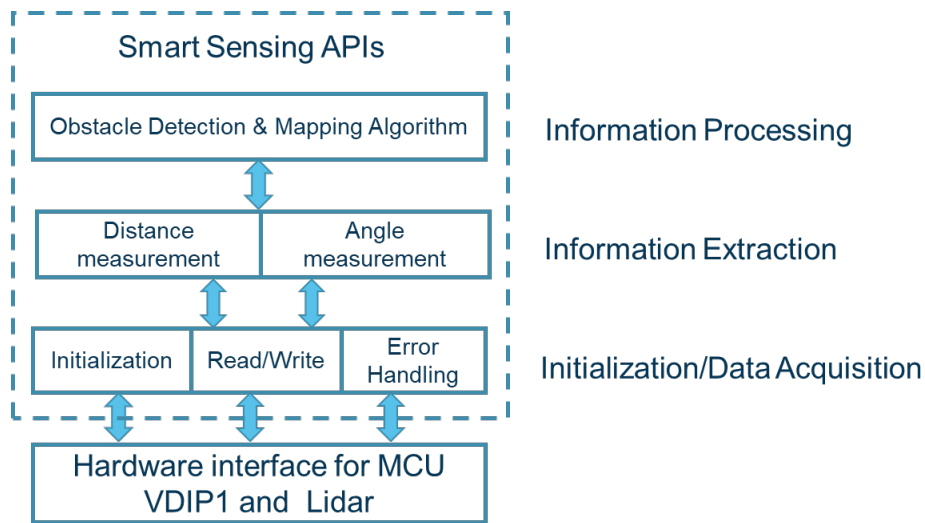 Smart Sensing APIs
Obstacle Detection & Mapping Algorithm
Information Processing
Distance
measurement
Angle
measurement
Information Extraction
Initialization
Read/Write
Error
Handling
Initialization/Data Acquisition
Hardware interface for MCU
VDIP1 and Lidar